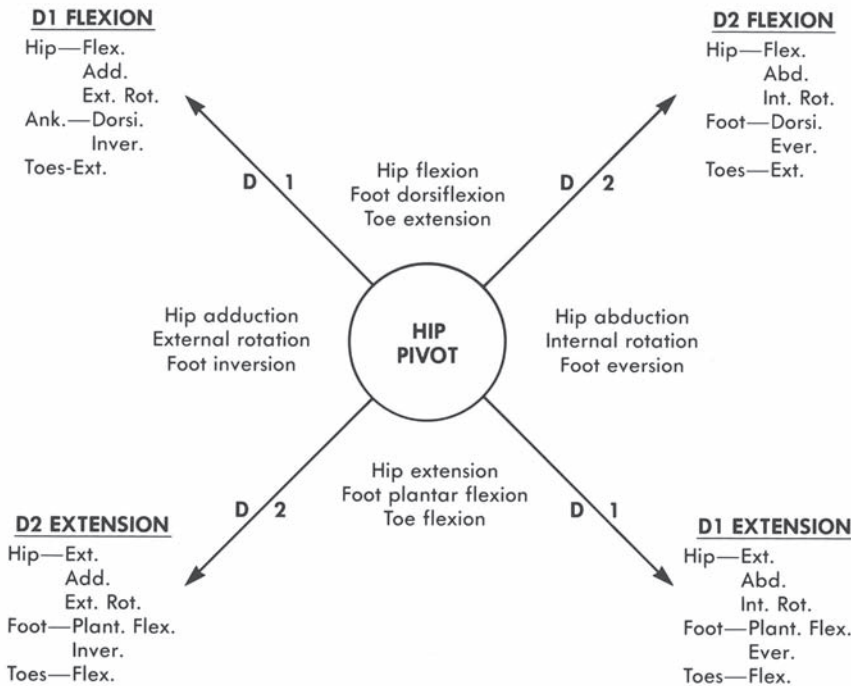 D1 FLEXION
Hip—Flex.
Add.
Ext. Rot.
Ank.—Dorsi.
Inver.
Toes-Ext.
D2 FLEXION
Hip—Flex.
Abd.
Int. Rot.
Foot—Dorsi.
Ever.
Toes—Ext.
D 1
Hip flexion
Foot dorsiflexion
Toe extension
D 2
Hip adduction
External rotation
Foot inversion
HIP
PIVOT
Hip abduction
Internal rotation
Foot eversion
D 2
Hip extension
Foot plantar flexion
Toe flexion
D 1
D2 EXTENSION
Hip—Ext.
Add.
Ext. Rot.
Foot—Plant. Flex.
Inver.
Toes—Flex.
D1 EXTENSION
Hip—Ext.
Abd.
Int. Rot.
Foot—Plant. Flex.
Ever.
Toes—Flex.